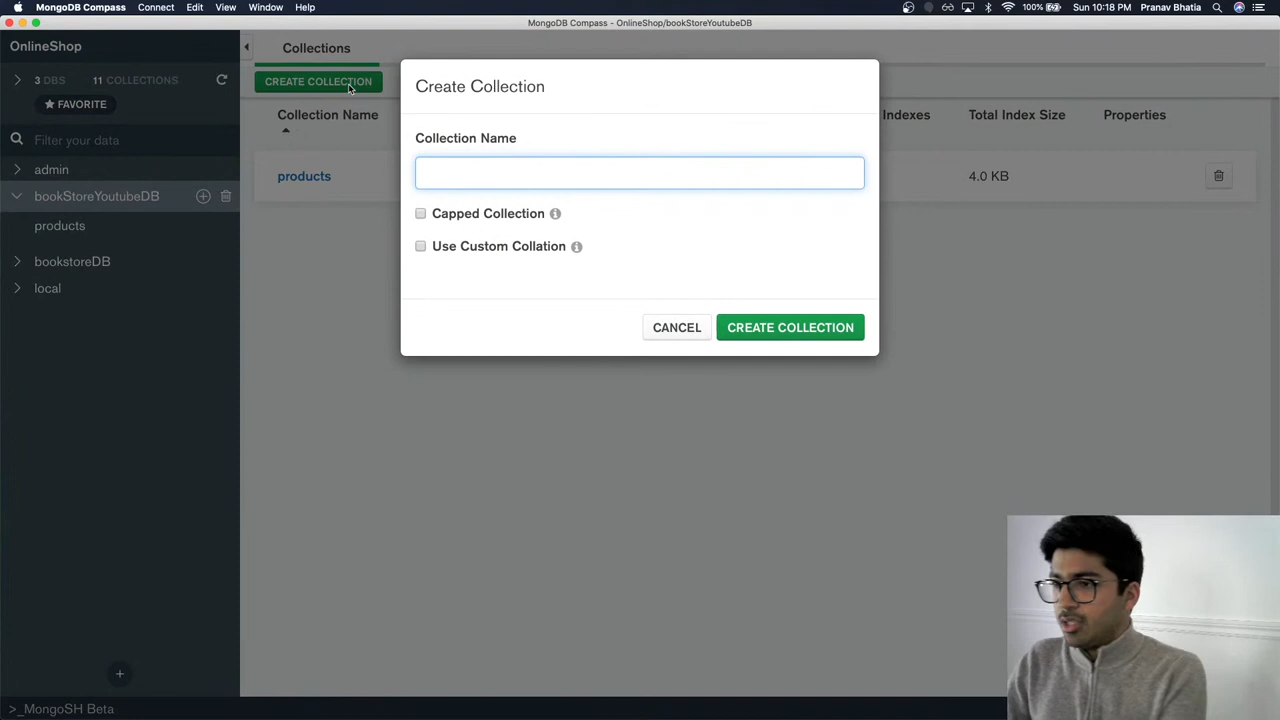 MongoDB Compass Connect Edit View Window Help 100% Sun 10:18 PM Pranav Bhatia
MongoDB Compass - OnlineShop/bookStoreYoutubeDB
OnlineShop
3 DBS 11 COLLECTIONS
★ FAVORITE
Filter your data
admin
bookStoreYoutubeDB
products
bookstoreDB
local
Collections
CREATE COLLECTION
Collection Name Indexes Total Index Size Properties
products 4.0 KB
Create Collection
Collection Name
Capped Collection
Use Custom Collation
CANCEL CREATE COLLECTION
>_MongoSH Beta